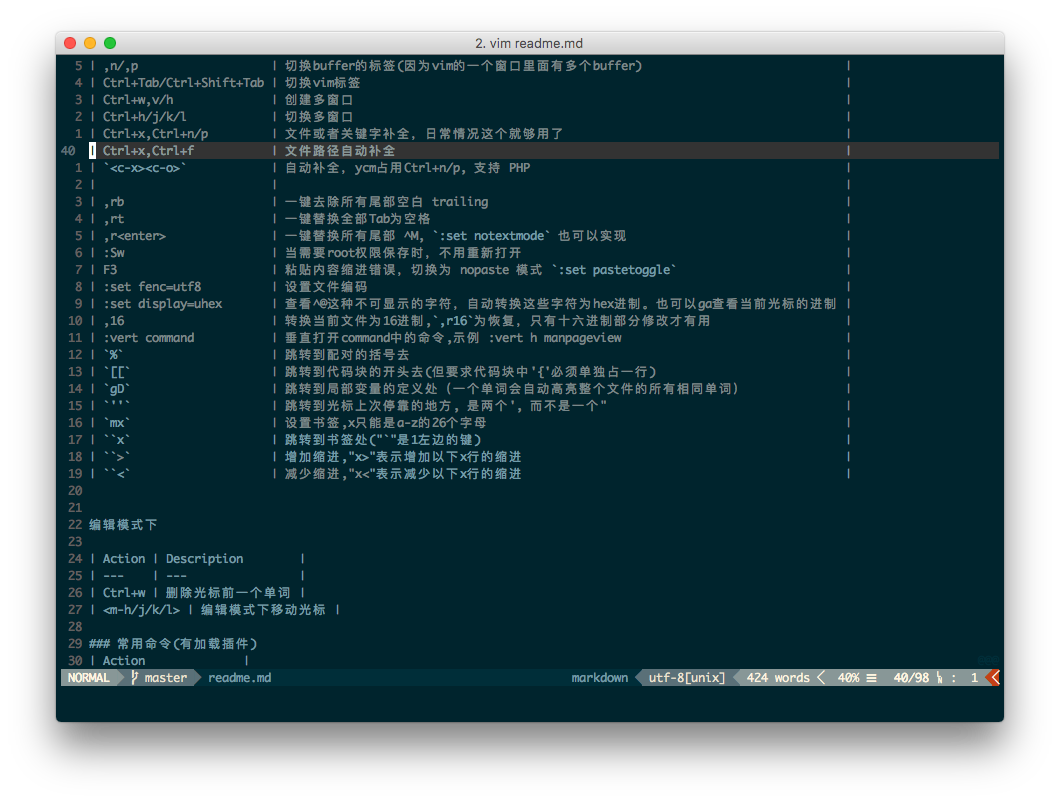 2. vim readme.md
5 | ,n/,p | 切换buffer的标签(因为vim的一个窗口里面有多个buffer) |
4 | Ctrl+Tab/Ctrl+Shift+Tab | 切换vim标签 |
3 | Ctrl+w,v/h | 创建多窗口 |
2 | Ctrl+h/j/k/l | 切换多窗口 |
1 | Ctrl+x,Ctrl+n/p | 文件或者关键字补全，日常情况这个就够用了 |
40 | Ctrl+x,Ctrl+f | 文件路径自动补全 |
1 | `<c-x><c-o>` | 自动补全，ycm占用Ctrl+n/p, 支持 PHP |
2 | | |
3 | ,rb | 一键去除所有尾部空白 trailing |
4 | ,rt | 一键替换全部Tab为空格 |
5 | ,r<enter> | 一键替换所有尾部 ^M, `:set notextmode` 也可以实现 |
6 | :Sw | 当需要root权限保存时，不用重新打开 |
7 | F3 | 粘贴内容缩进错误，切换为 nopaste 模式 `:set pastetoggle` |
8 | :set fenc=utf8 | 设置文件编码 |
9 | :set display=uhex | 查看^@这种不可显示的字符，自动转换这些字符为hex进制。也可以ga查看当前光标的进制 |
10 | ,16 | 转换当前文件为16进制,`,r16`为恢复，只有十六进制部分修改才有用 |
11 | :vert command | 垂直打开command中的命令,示例 :vert h manpageview |
12 | `%` | 跳转到配对的括号去 |
13 | `[[` | 跳转到代码块的开头去(但要求代码块中'{'必须单独占一行) |
14 | `gD` | 跳转到局部变量的定义处（一个单词会自动高亮整个文件的所有相同单词） |
15 | `''` | 跳转到光标上次停靠的地方，是两个'，而不是一个" |
16 | `mx` | 设置书签,x只能是a-z的26个字母 |
17 | ``x` | 跳转到书签处("`"是1左边的键) |
18 | ``>` | 增加缩进,"x>"表示增加以下x行的缩进 |
19 | ``<` | 减少缩进,"x<"表示减少以下x行的缩进 |
20
21
22 编辑模式下
23
24 | Action | Description |
25 | --- | --- |
26 | Ctrl+w | 删除光标前一个单词 |
27 | <m-h/j/k/l> | 编辑模式下移动光标 |
28
29 ### 常用命令(有加载插件)
30 | Action |
NORMAL master readme.md markdown utf-8[unix] 424 words 40% ☰ 40/98 ㏑ : 1